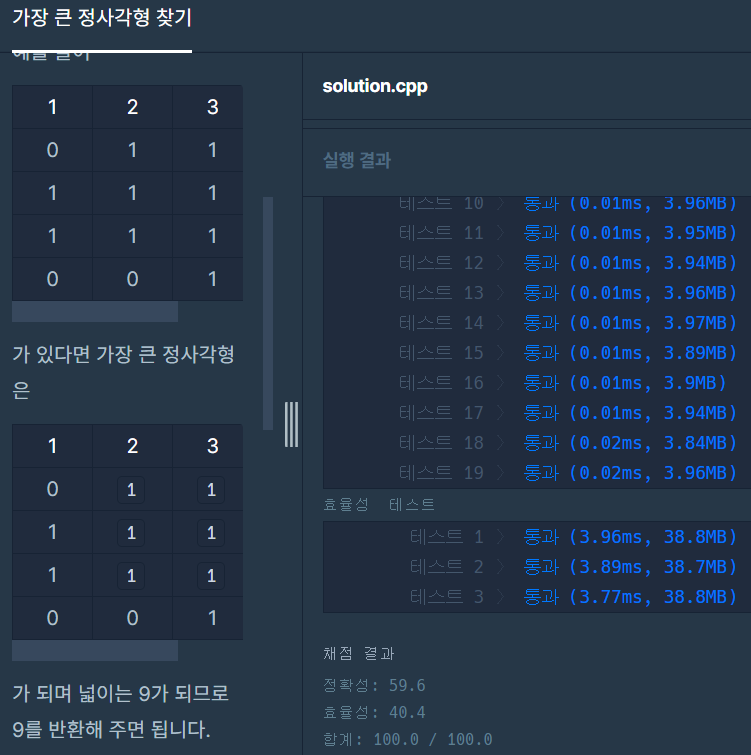 가장 큰 정사각형 찾기
예를 들어
1 2 3
0 1 1
1 1 1
1 1 1
0 0 1
가 있다면 가장 큰 정사각형
은
1 2 3
0 1 1
1 1 1
1 1 1
0 0 1
가 되며 넓이는 9가 되므로
9를 반환해 주면 됩니다.
solution.cpp
실행 결과
테스트 10 〉 통과 (0.01ms, 3.96MB)
테스트 11 〉 통과 (0.01ms, 3.95MB)
테스트 12 〉 통과 (0.01ms, 3.94MB)
테스트 13 〉 통과 (0.01ms, 3.96MB)
테스트 14 〉 통과 (0.01ms, 3.97MB)
테스트 15 〉 통과 (0.01ms, 3.89MB)
테스트 16 〉 통과 (0.01ms, 3.9MB)
테스트 17 〉 통과 (0.01ms, 3.94MB)
테스트 18 〉 통과 (0.02ms, 3.84MB)
테스트 19 〉 통과 (0.02ms, 3.96MB)
효율성 테스트
테스트 1 〉 통과 (3.96ms, 38.8MB)
테스트 2 〉 통과 (3.89ms, 38.7MB)
테스트 3 〉 통과 (3.77ms, 38.8MB)
채점 결과
정확성: 59.6
효율성: 40.4
합계: 100.0 / 100.0